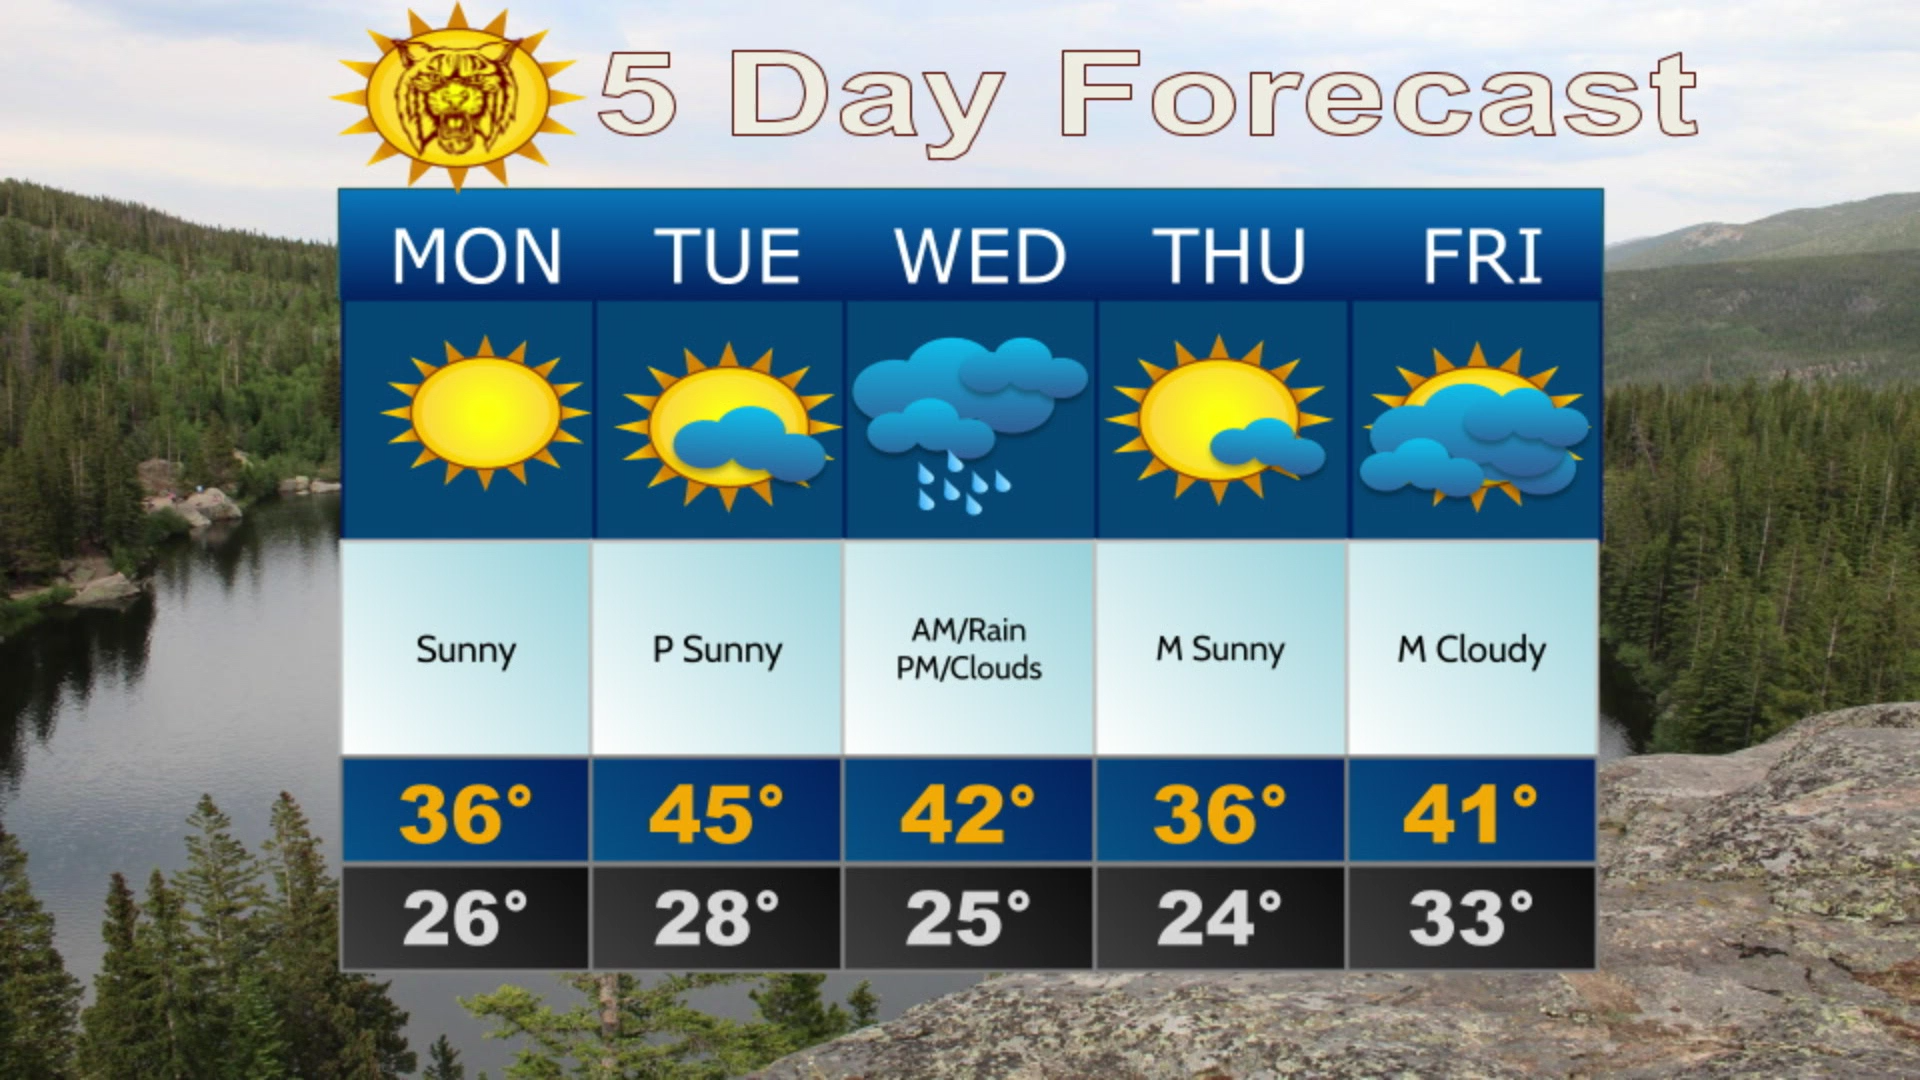 5 Day Forecast
MON TUE WED THU FRI
Sunny P Sunny AM/Rain PM/Clouds M Sunny M Cloudy
36° 45° 42° 36° 41°
26° 28° 25° 24° 33°